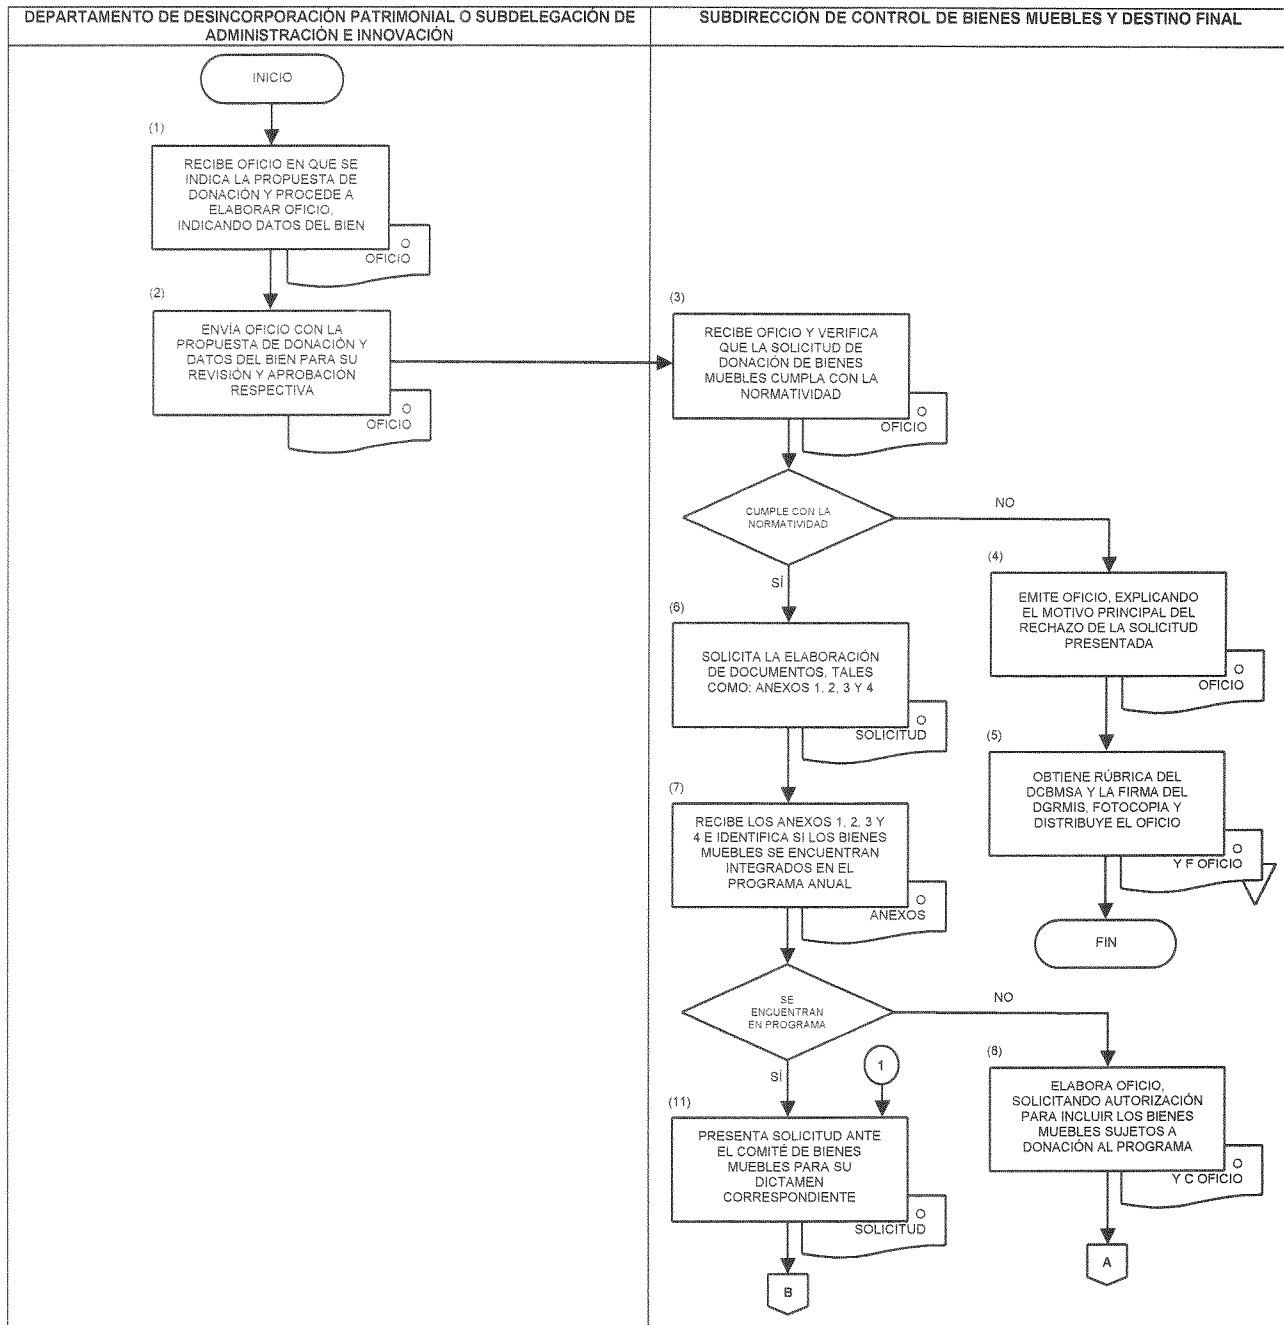 DEPARTAMENTO DE DESINCORPORACIÓN PATRIMONIAL O SUBDELEGACIÓN DE
ADMINISTRACIÓN E INNOVACIÓN
SUBDIRECCIÓN DE CONTROL DE BIENES MUEBLES Y DESTINO FINAL
INICIO
(1)
RECIBE OFICIO EN QUE SE
INDICA LA PROPUESTA DE
DONACIÓN Y PROCEDE A
ELABORAR OFICIO,
INDICANDO DATOS DEL BIEN
O
OFICIO
(2)
ENVÍA OFICIO CON LA
PROPUESTA DE DONACIÓN Y
DATOS DEL BIEN PARA SU
REVISIÓN Y APROBACIÓN
RESPECTIVA
O
OFICIO
(3)
RECIBE OFICIO Y VERIFICA
QUE LA SOLICITUD DE
DONACIÓN DE BIENES
MUEBLES CUMPLA CON LA
NORMATIVIDAD
O
OFICIO
CUMPLE CON LA
NORMATIVIDAD
NO
SÍ
(4)
EMITE OFICIO, EXPLICANDO
EL MOTIVO PRINCIPAL DEL
RECHAZO DE LA SOLICITUD
PRESENTADA
O
OFICIO
(5)
OBTIENE RÚBRICA DEL
DCBMSA Y LA FIRMA DEL
DGRMIS, FOTOCOPIA Y
DISTRIBUYE EL OFICIO
O
Y F OFICIO
FIN
(6)
SOLICITA LA ELABORACIÓN
DE DOCUMENTOS, TALES
COMO: ANEXOS 1, 2, 3 Y 4
O
SOLICITUD
(7)
RECIBE LOS ANEXOS 1, 2, 3 Y
4 E IDENTIFICA SI LOS BIENES
MUEBLES SE ENCUENTRAN
INTEGRADOS EN EL
PROGRAMA ANUAL
O
ANEXOS
SE
ENCUENTRAN
EN PROGRAMA
NO
SÍ
1
(8)
ELABORA OFICIO,
SOLICITANDO AUTORIZACIÓN
PARA INCLUIR LOS BIENES
MUEBLES SUJETOS A
DONACIÓN AL PROGRAMA
O
Y C OFICIO
A
(11)
PRESENTA SOLICITUD ANTE
EL COMITÉ DE BIENES
MUEBLES PARA SU
DICTAMEN
CORRESPONDIENTE
O
SOLICITUD
B